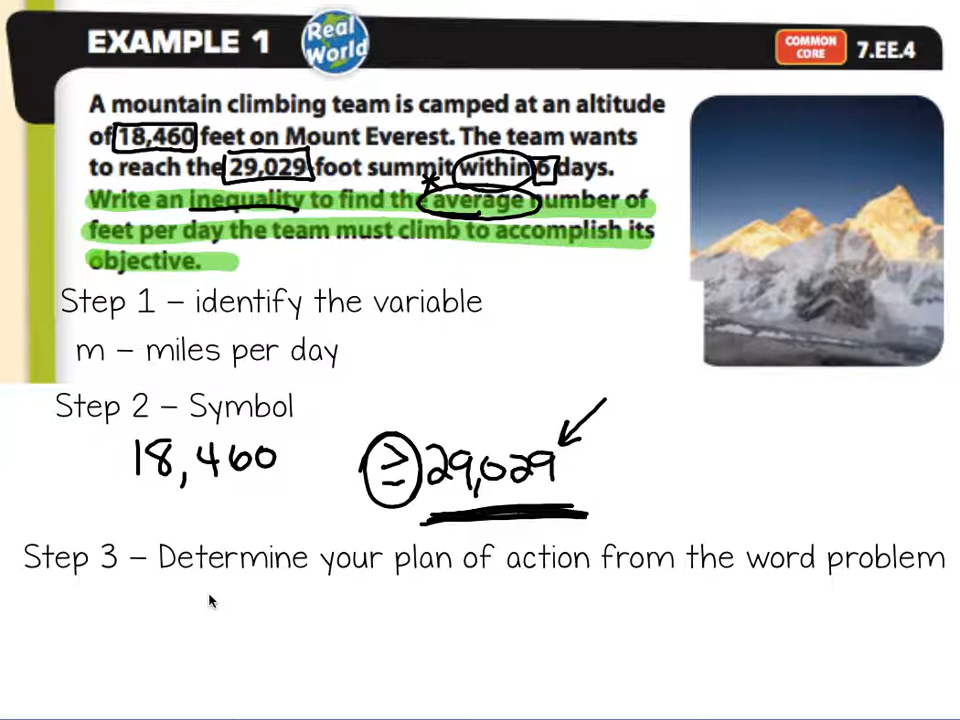 EXAMPLE 1
Real World
COMMON CORE
7.EE.4
A mountain climbing team is camped at an altitude
of 18,460 feet on Mount Everest. The team wants
to reach the 29,029-foot summit within 6 days.
Write an inequality to find the average number of
feet per day the team must climb to accomplish its
objective.
Step 1 – identify the variable
m – miles per day
Step 2 – Symbol
18,460 ≥ 29,029
Step 3 – Determine your plan of action from the word problem